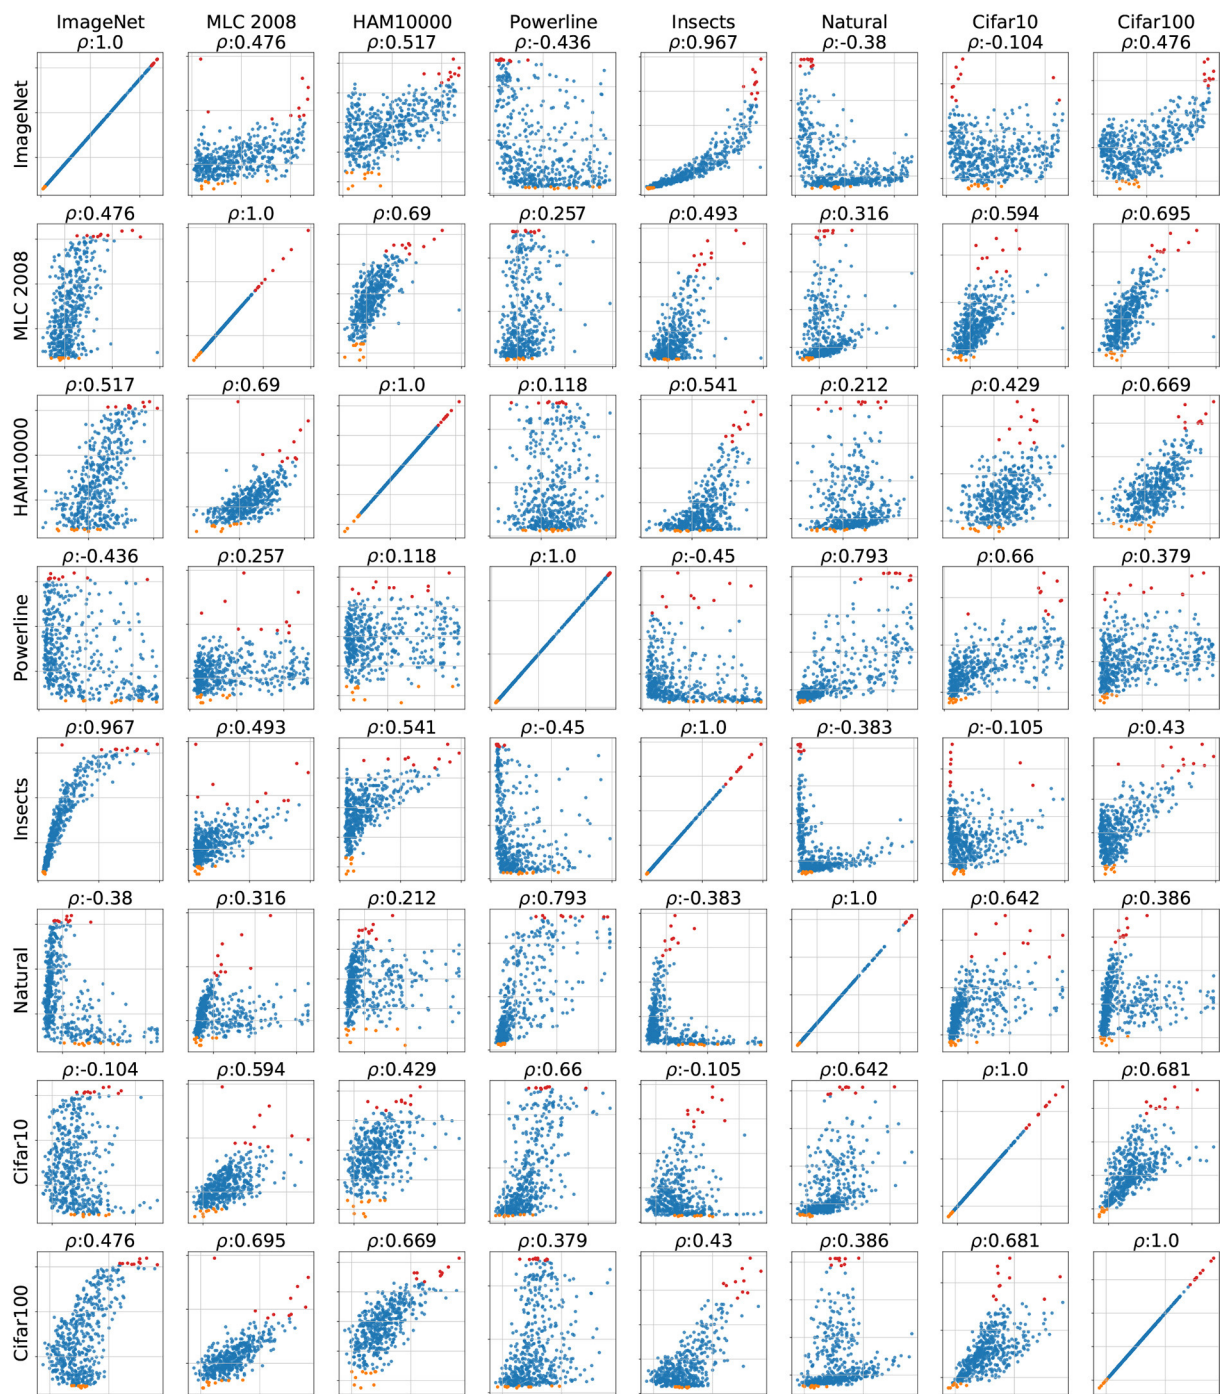 ImageNet MLC 2008 HAM10000 Powerline Insects Natural Cifar10 Cifar100
ρ:1.0 ρ:0.476 ρ:0.517 ρ:-0.436 ρ:0.967 ρ:-0.38 ρ:-0.104 ρ:0.476
ImageNet
ρ:0.476 ρ:1.0 ρ:0.69 ρ:0.257 ρ:0.493 ρ:0.316 ρ:0.594 ρ:0.695
MLC 2008
ρ:0.517 ρ:0.69 ρ:1.0 ρ:0.118 ρ:0.541 ρ:0.212 ρ:0.429 ρ:0.669
HAM10000
ρ:-0.436 ρ:0.257 ρ:0.118 ρ:1.0 ρ:-0.45 ρ:0.793 ρ:0.66 ρ:0.379
Powerline
ρ:0.967 ρ:0.493 ρ:0.541 ρ:-0.45 ρ:1.0 ρ:-0.383 ρ:-0.105 ρ:0.43
Insects
ρ:-0.38 ρ:0.316 ρ:0.212 ρ:0.793 ρ:-0.383 ρ:1.0 ρ:0.642 ρ:0.386
Natural
ρ:-0.104 ρ:0.594 ρ:0.429 ρ:0.66 ρ:-0.105 ρ:0.642 ρ:1.0 ρ:0.681
Cifar10
ρ:0.476 ρ:0.695 ρ:0.669 ρ:0.379 ρ:0.43 ρ:0.386 ρ:0.681 ρ:1.0
Cifar100